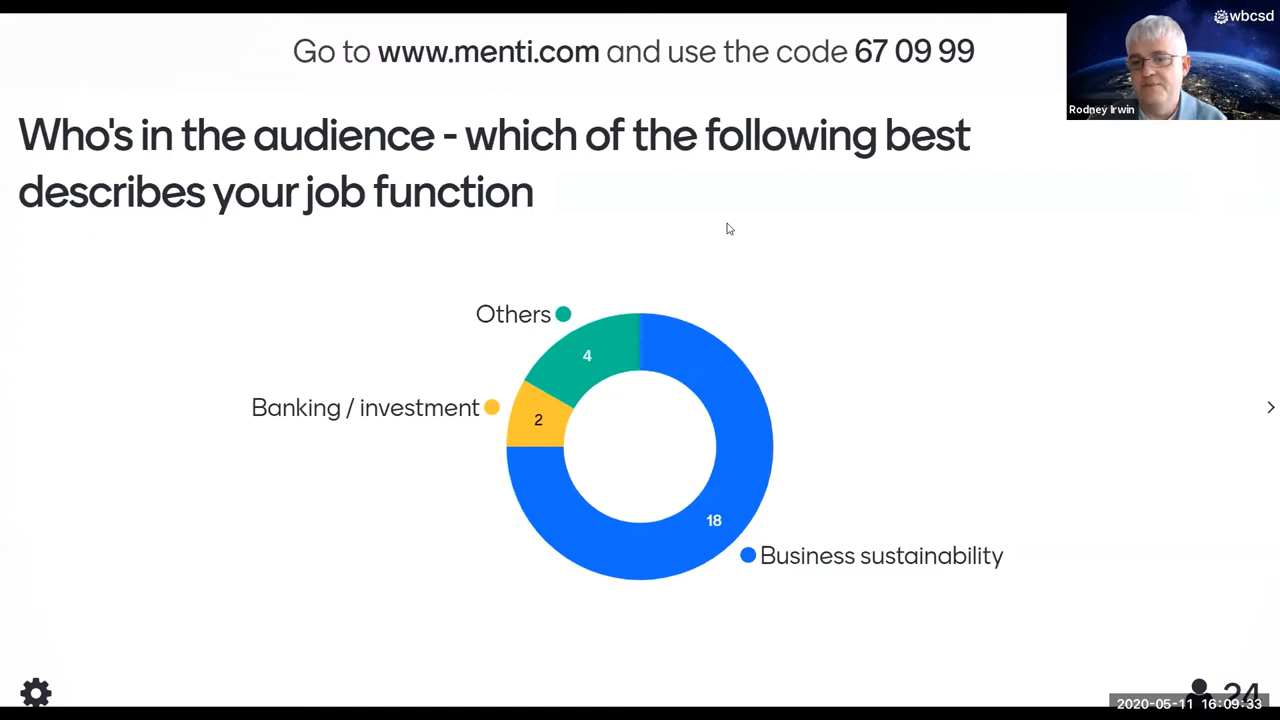 Go to www.menti.com and use the code 67 09 99
wbcsd
Rodney Irwin
Who's in the audience - which of the following best
describes your job function
Others
4
Banking / investment
2
18
Business sustainability
24
2020-05-11 16:09:33